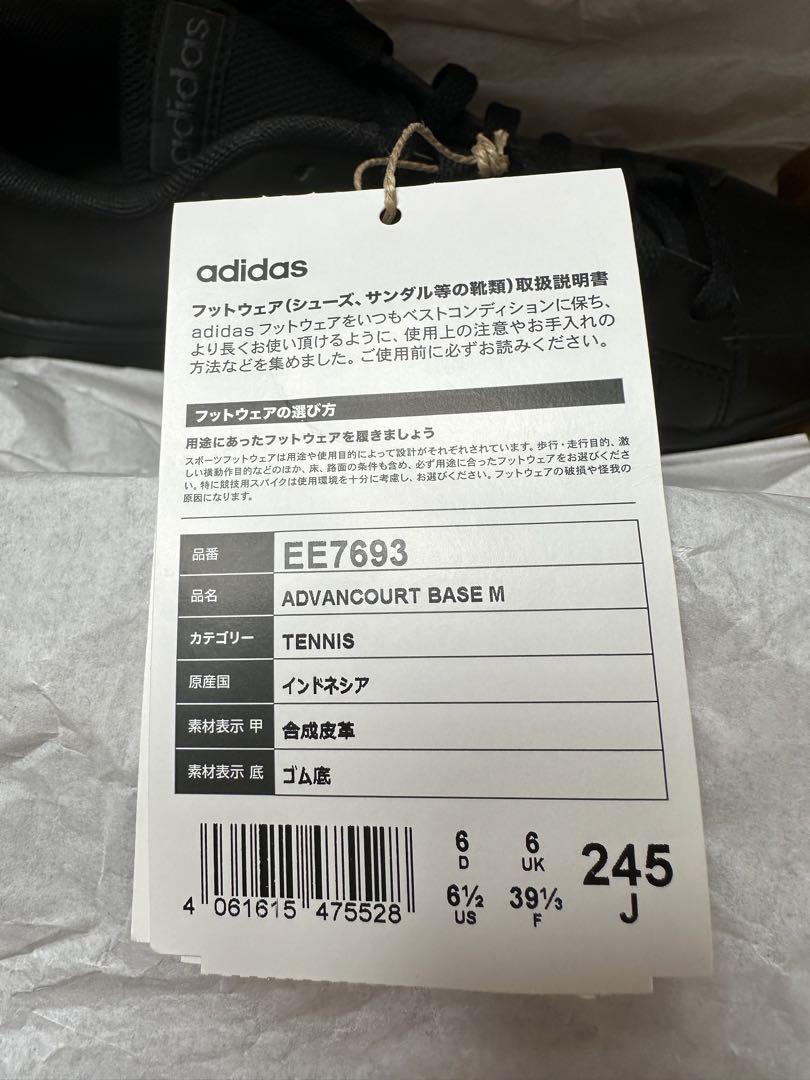 adidas
adidas
フットウェア(シューズ、サンダル等の靴類)取扱説明書
adidas フットウェアをいつもベストコンディションに保ち、
より長くお使い頂けるように、使用上の注意やお手入れの
方法などを集めました。ご使用前に必ずお読みください。
フットウェアの選び方
用途にあったフットウェアを履きましょう
スポーツフットウェアは用途や使用目的によって設計がそれぞれされています。歩行・走行目的、激
しい横動作目的などのほか、床、路面の条件も含め、必ず用途に合ったフットウェアをお選びくださ
い。特に競技用スパイクは使用環境を十分に考慮し、お選びください。フットウェアの破損や怪我の
原因になります。
品番 EE7693
品名 ADVANCOURT BASE M
カテゴリー TENNIS
原産国 インドネシア
素材表示 甲 合成皮革
素材表示 底 ゴム底
6 6 245
D UK J
6½ 39⅓
US F
4 061615 475528